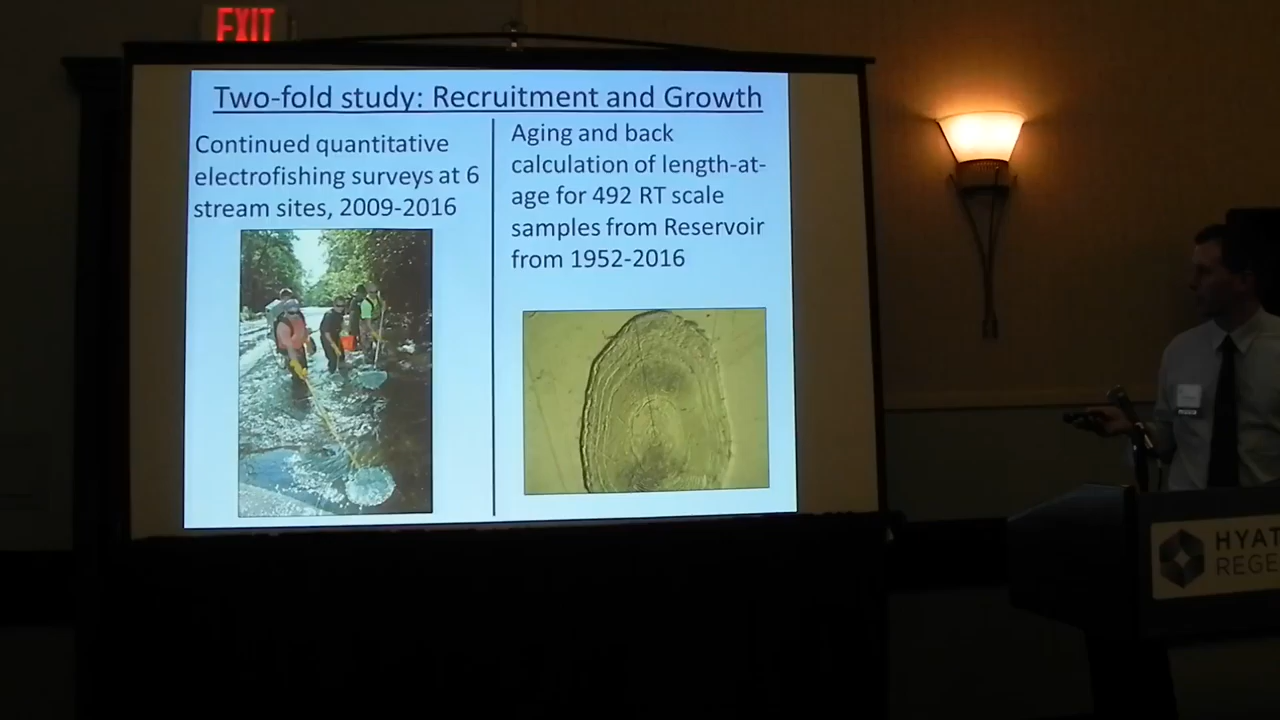 EXIT
Two-fold study: Recruitment and Growth
Continued quantitative
electrofishing surveys at 6
stream sites, 2009-2016
Aging and back
calculation of length-at-
age for 492 RT scale
samples from Reservoir
from 1952-2016
HYAT
REGE